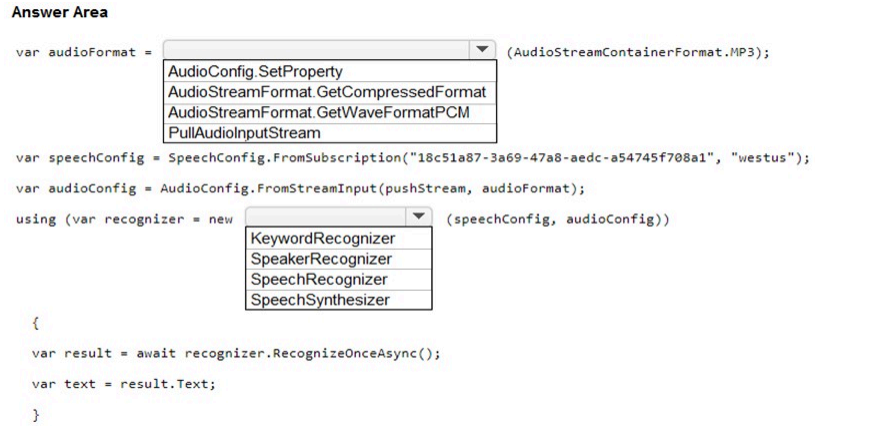 Answer Area
var audioFormat = (AudioStreamContainerFormat.MP3);
AudioConfig.SetProperty
AudioStreamFormat.GetCompressedFormat
AudioStreamFormat.GetWaveFormatPCM
PullAudioInputStream
var speechConfig = SpeechConfig.FromSubscription("18c51a87-3a69-47a8-aedc-a54745f708a1", "westus");
var audioConfig = AudioConfig.FromStreamInput(pushStream, audioFormat);
using (var recognizer = new (speechConfig, audioConfig))
KeywordRecognizer
SpeakerRecognizer
SpeechRecognizer
SpeechSynthesizer
{
var result = await recognizer.RecognizeOnceAsync();
var text = result.Text;
}